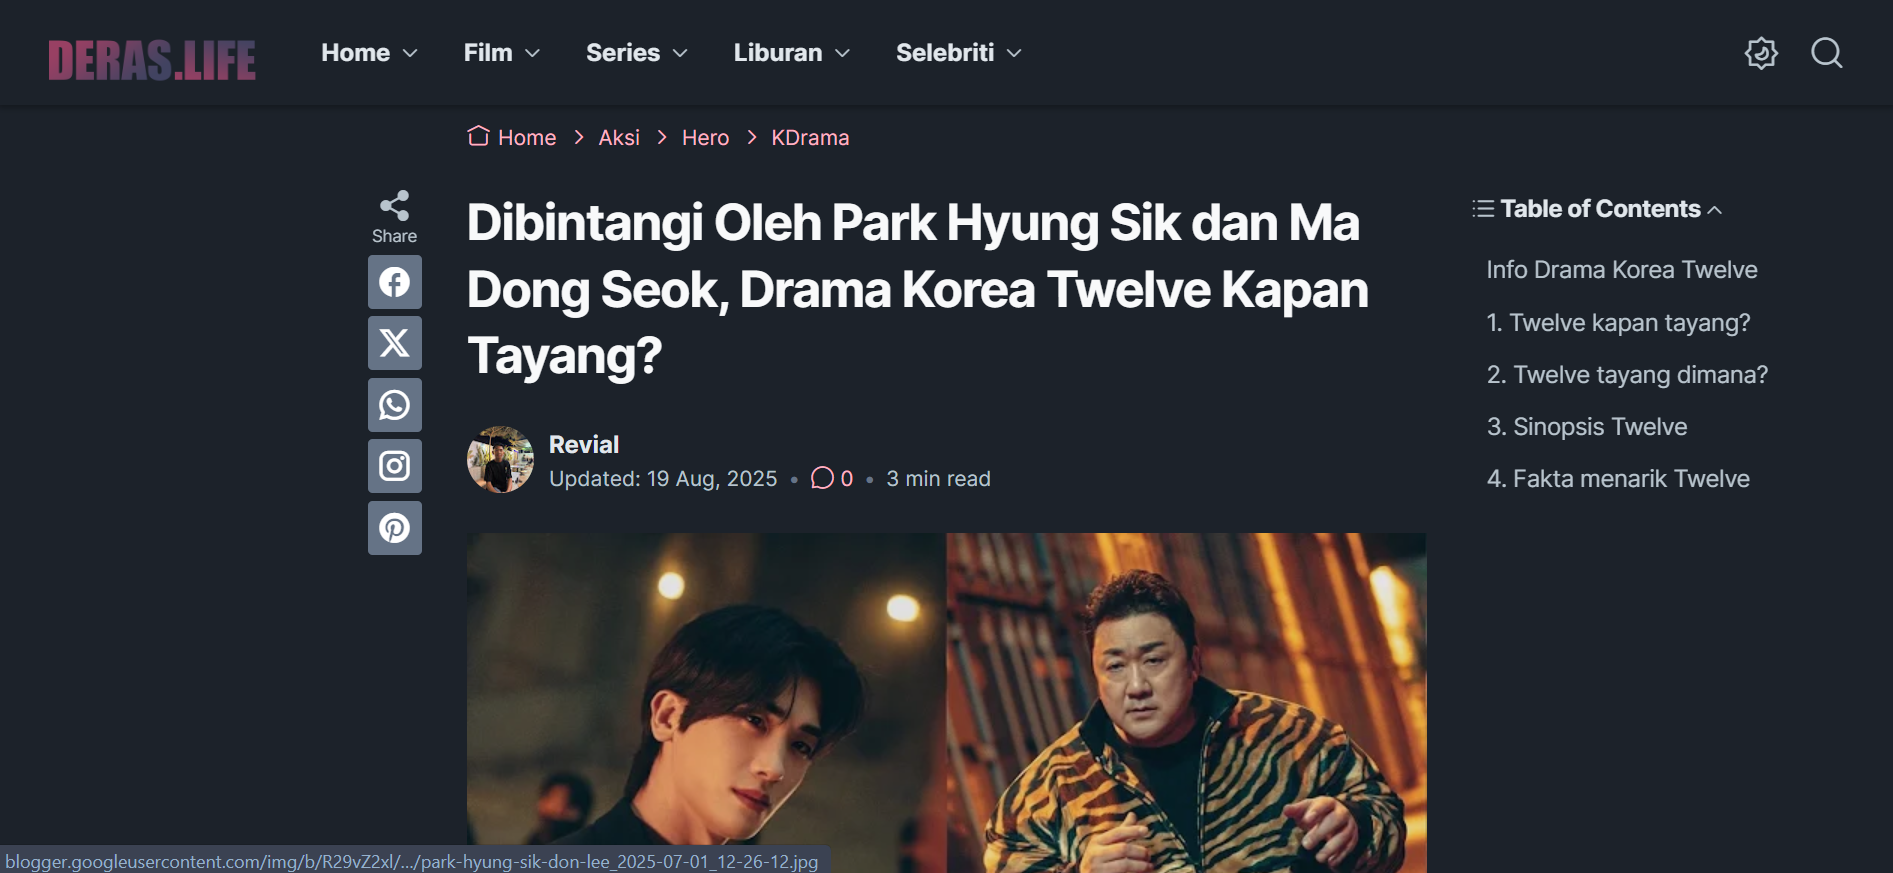 DERAS.LIFE
Home
Film
Series
Liburan
Selebriti
Home > Aksi > Hero > KDrama
Share
Dibintangi Oleh Park Hyung Sik dan Ma
Dong Seok, Drama Korea Twelve Kapan
Tayang?
Revial
Updated: 19 Aug, 2025 • 0 • 3 min read
Table of Contents
Info Drama Korea Twelve
1. Twelve kapan tayang?
2. Twelve tayang dimana?
3. Sinopsis Twelve
4. Fakta menarik Twelve
blogger.googleusercontent.com/img/b/R29vZ2xl/.../park-hyung-sik-don-lee_2025-07-01_12-26-12.jpg